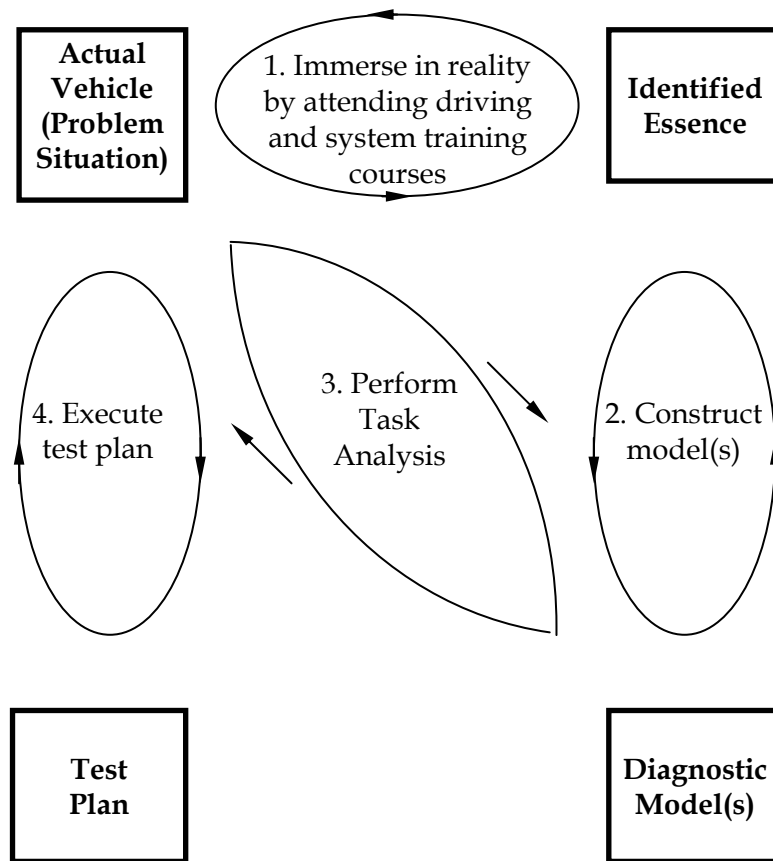 Actual
Vehicle
(Problem
Situation)
1. Immerse in reality
by attending driving
and system training
courses
Identified
Essence
4. Execute
test plan
3. Perform
Task
Analysis
2. Construct
model(s)
Test
Plan
Diagnostic
Model(s)